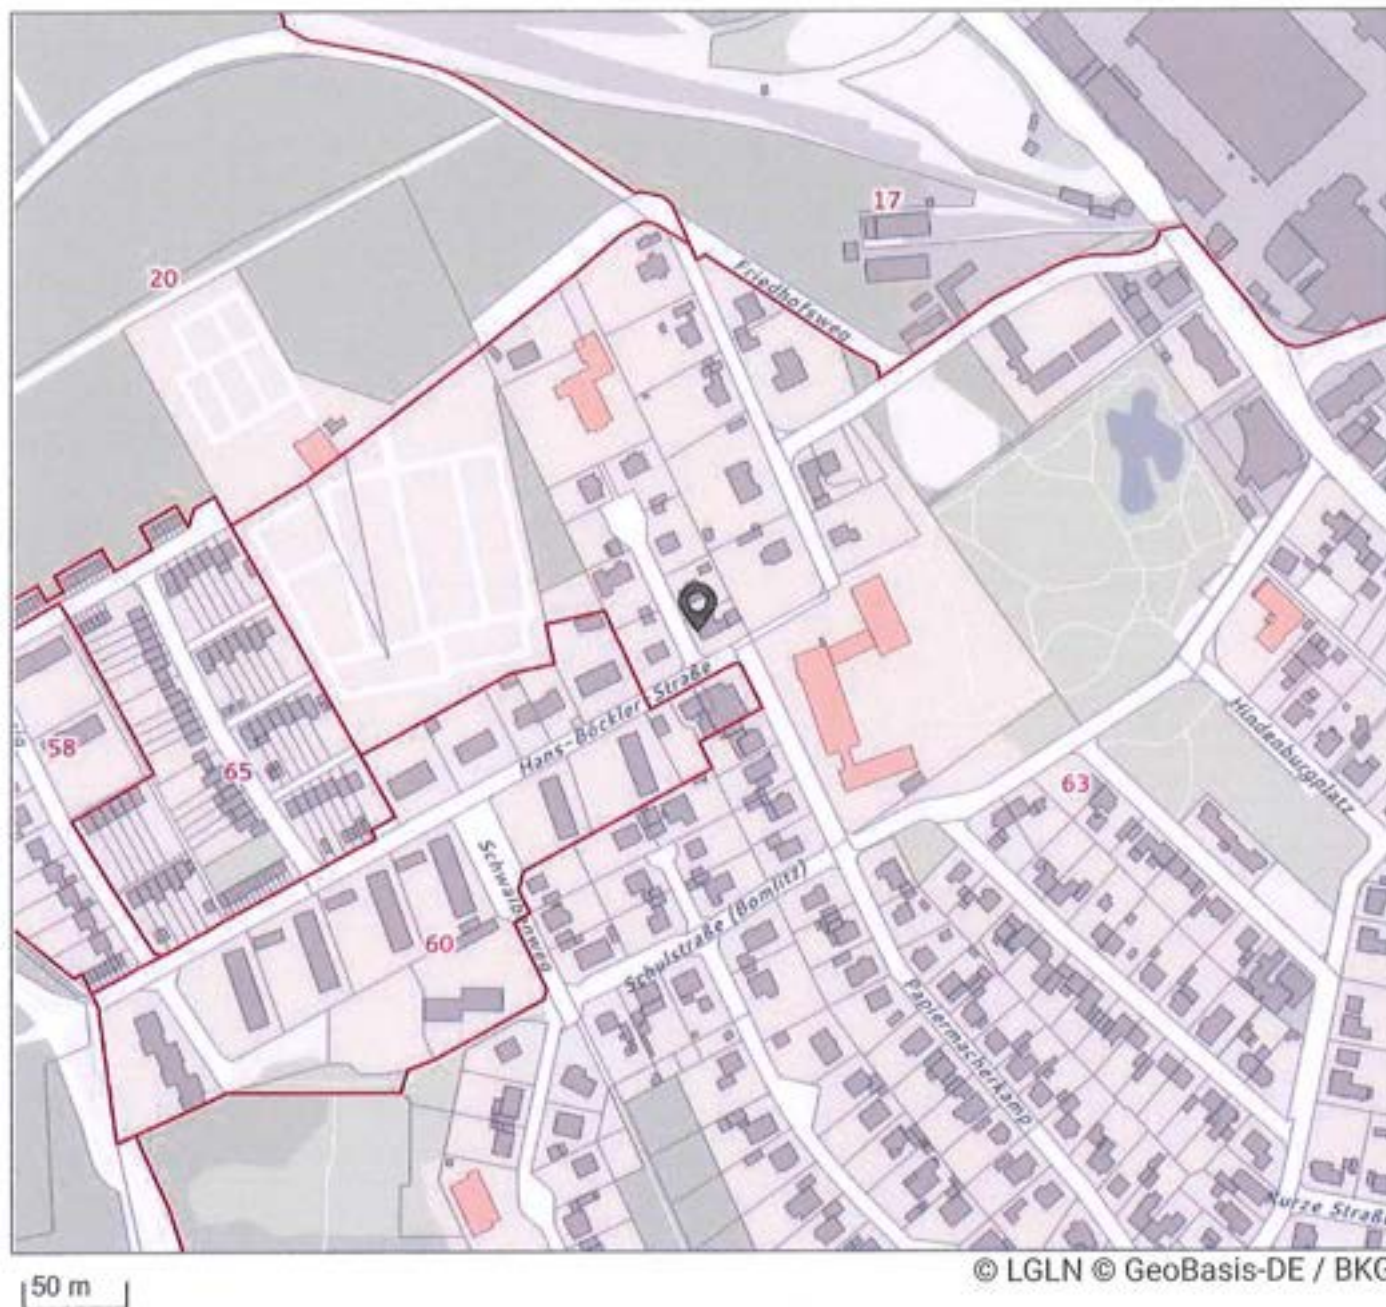 17
20
Friedhofsweg
Hans-Böckler Straße
Hindenburgplatz
58
65
63
Schwalbenweg
60
Schulstraße (Bomlitz)
Papiermacherkamp
Kurze Straße
50 m
© LGLN © GeoBasis-DE / BKG